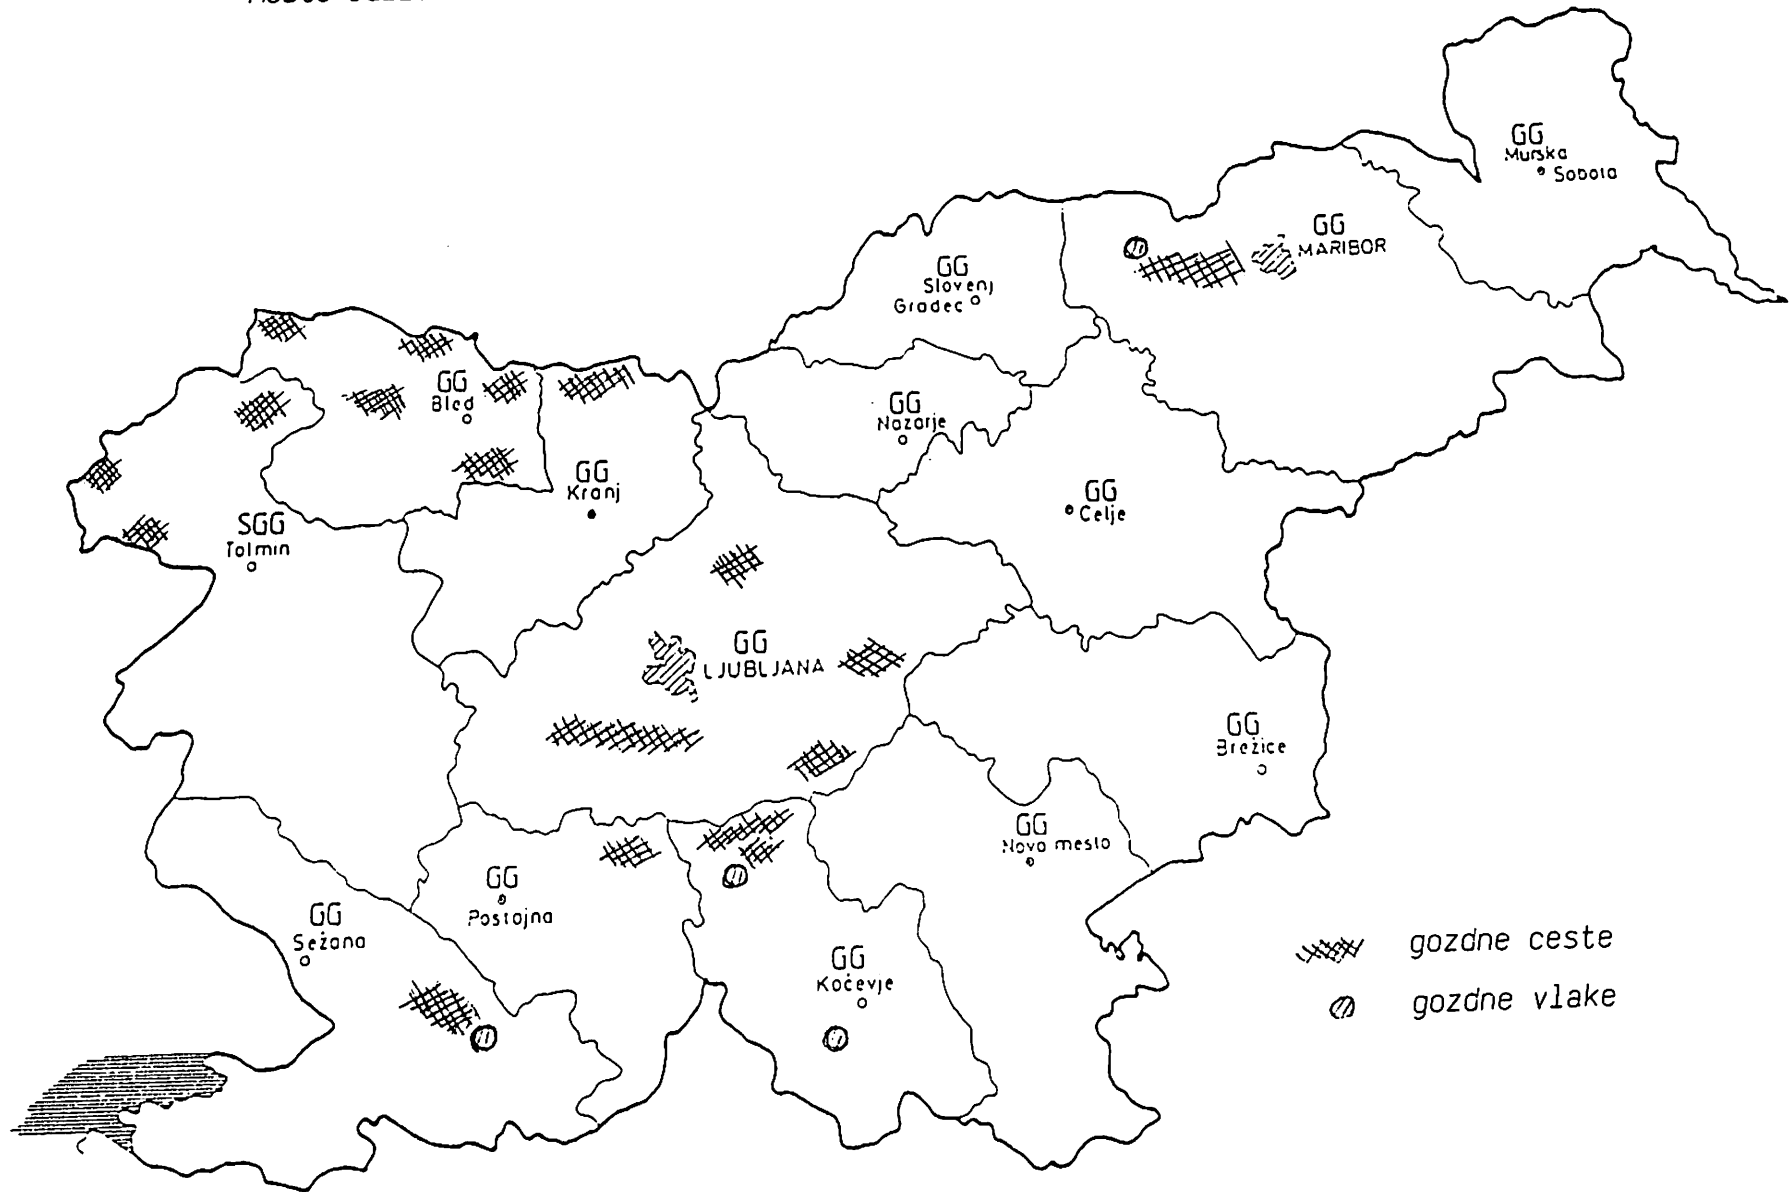 GG
Murska
Sobota
GG
MARIBOR
GG
Slovenj
Gradec
GG
Bled
GG
Nazarje
GG
Kranj
GG
Celje
SGG
Tolmin
GG
LJUBLJANA
GG
Brežice
GG
Novo mesto
GG
Postojna
GG
Sežana
GG
Kočevje
gozdne ceste
gozdne vlake